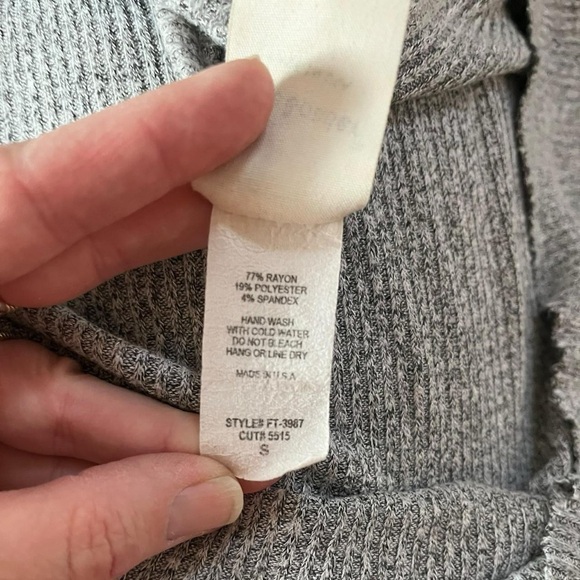 77% RAYON
19% POLYESTER
4% SPANDEX
HAND WASH
WITH COLD WATER
DO NOT BLEACH
HANG OR LINE DRY
MADE IN U.S.A
STYLE# FT-3987
CUT# 5515
S